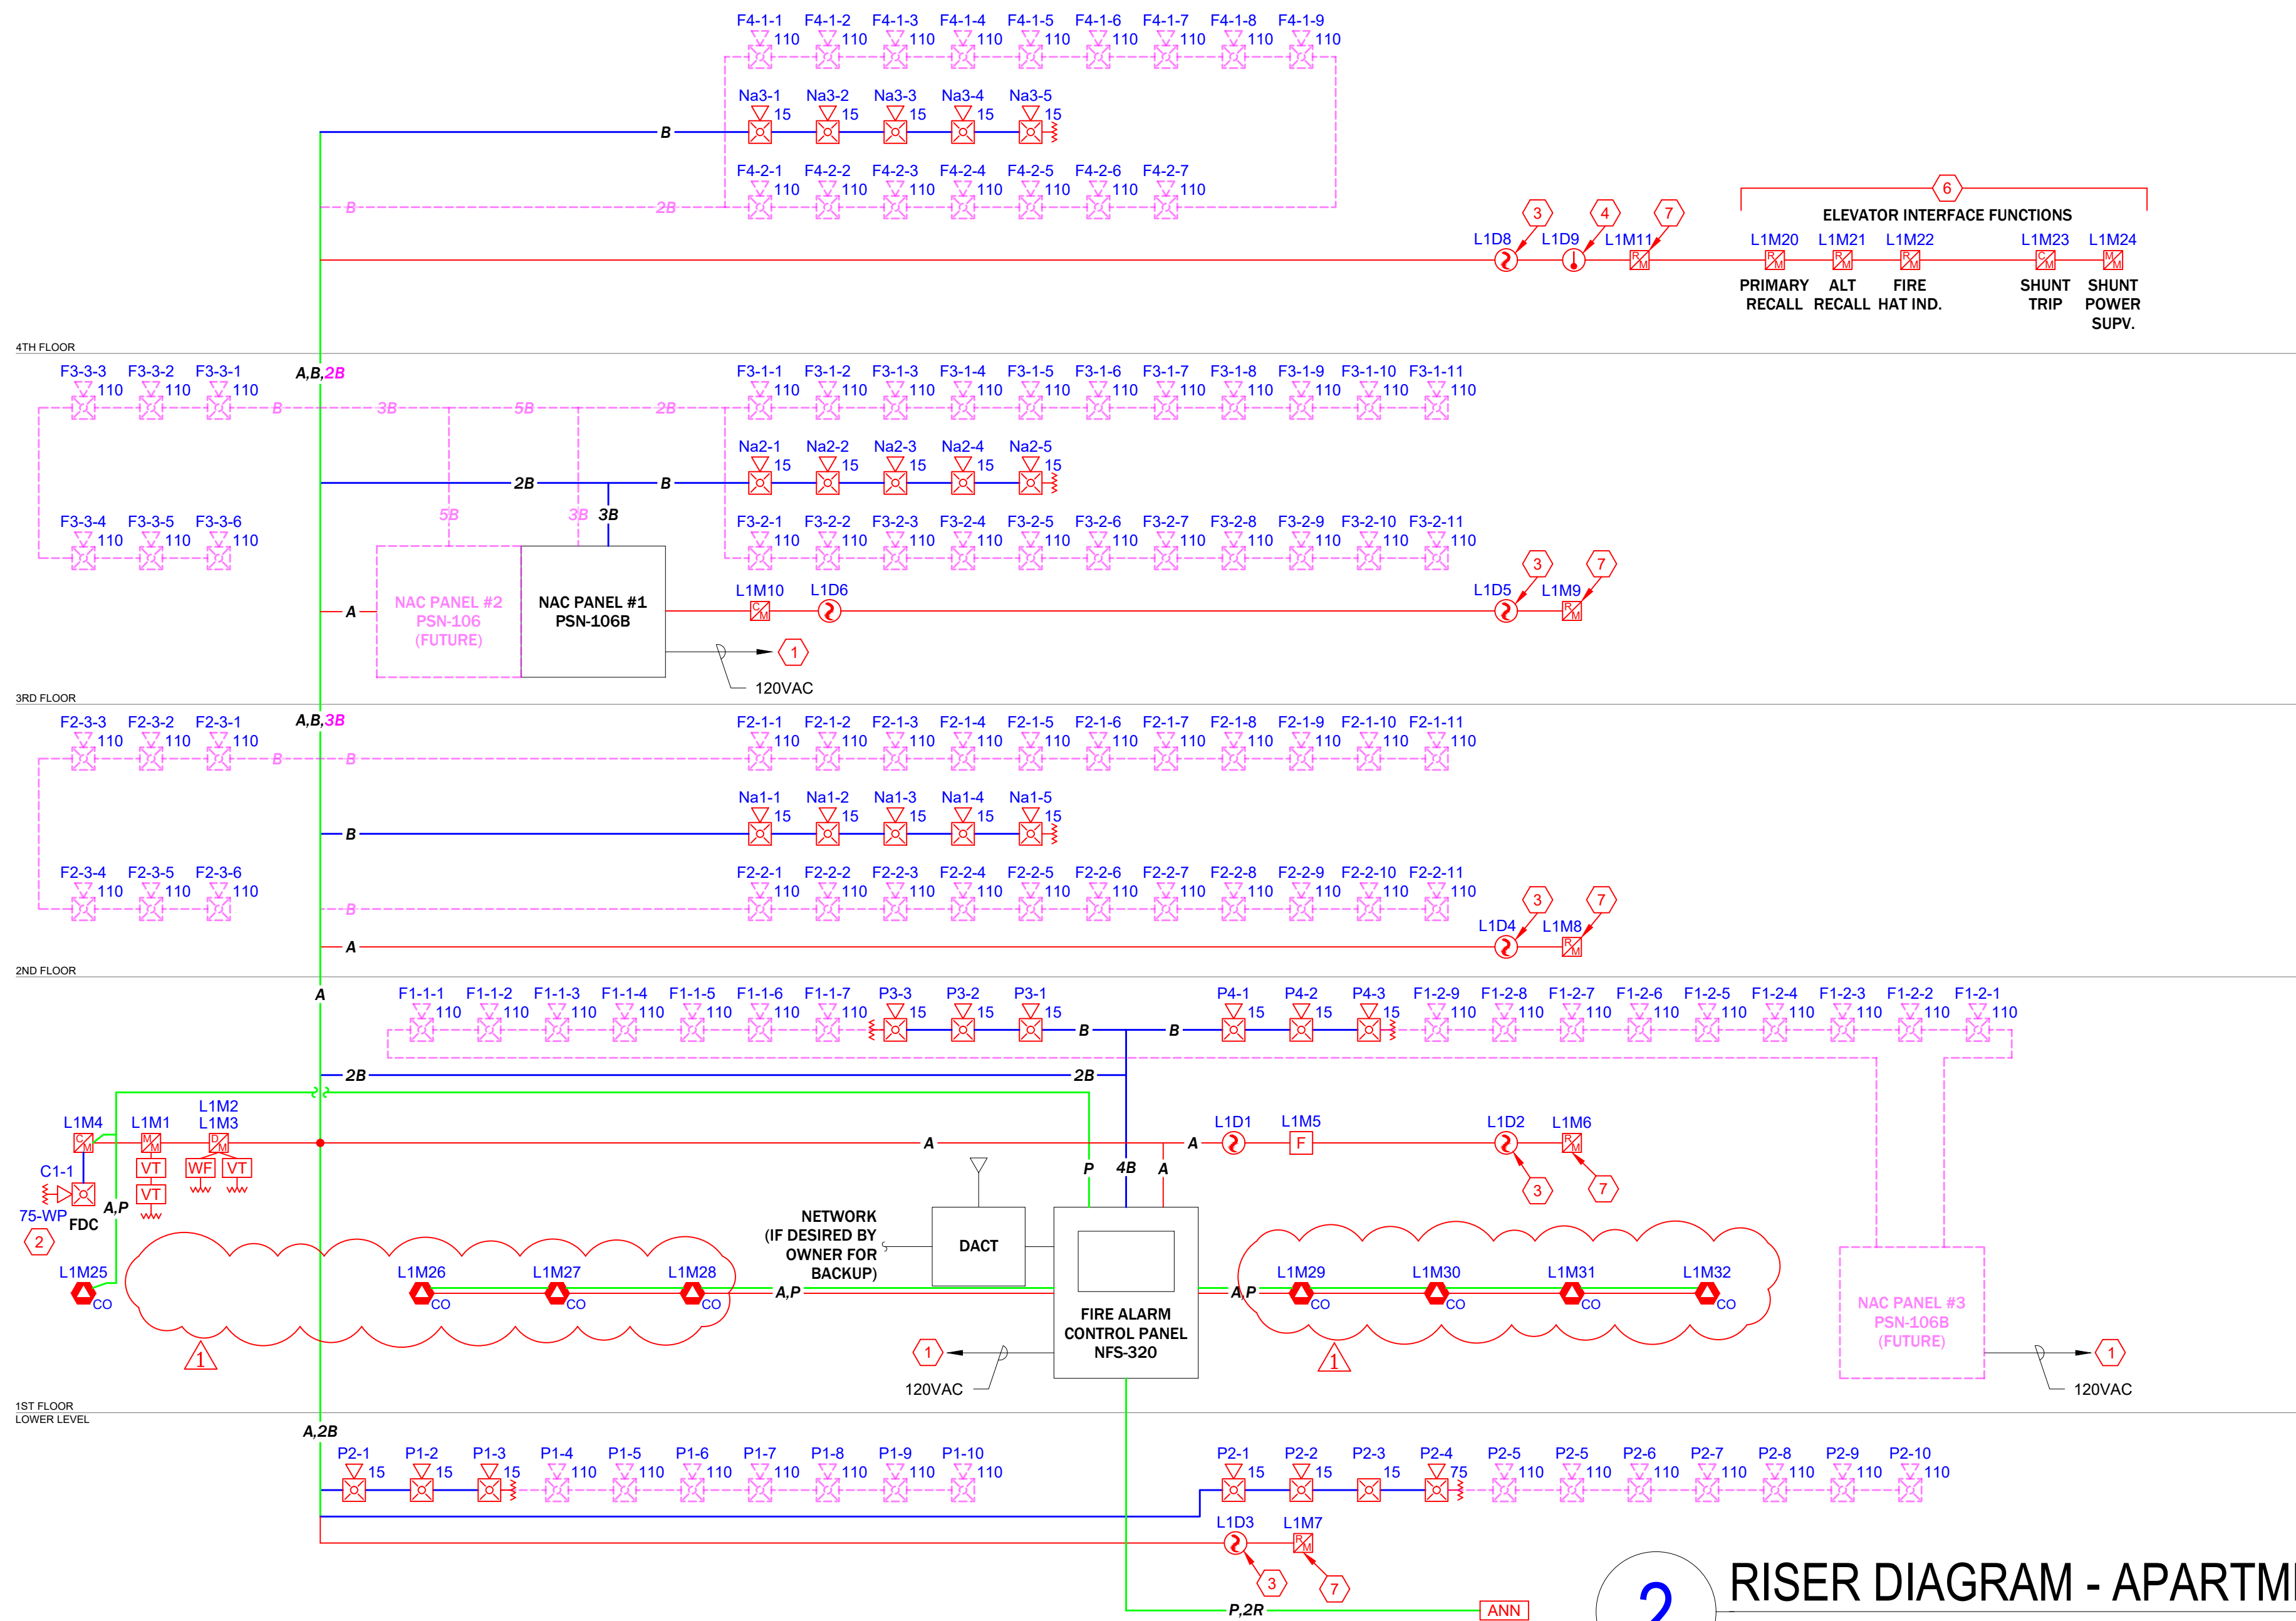 F4-1-1 F4-1-2 F4-1-3 F4-1-4 F4-1-5 F4-1-6 F4-1-7 F4-1-8 F4-1-9
110 110 110 110 110 110 110 110 110
Na3-1 Na3-2 Na3-3 Na3-4 Na3-5
15 15 15 15 15
B
F4-2-1 F4-2-2 F4-2-3 F4-2-4 F4-2-5 F4-2-6 F4-2-7
110 110 110 110 110 110 110
B 2B
6
ELEVATOR INTERFACE FUNCTIONS
3 4 7
L1D8 L1D9 L1M11 L1M20 L1M21 L1M22 L1M23 L1M24
R M R M R M R M C M M M
PRIMARY ALT FIRE SHUNT SHUNT
RECALL RECALL HAT IND. TRIP POWER
SUPV.
4TH FLOOR
F3-3-3 F3-3-2 F3-3-1 A,B,2B F3-1-1 F3-1-2 F3-1-3 F3-1-4 F3-1-5 F3-1-6 F3-1-7 F3-1-8 F3-1-9 F3-1-10 F3-1-11
110 110 110 110 110 110 110 110 110 110 110 110 110 110
B 3B 5B 2B
Na2-1 Na2-2 Na2-3 Na2-4 Na2-5
15 15 15 15 15
2B B
5B 3B 3B
F3-3-4 F3-3-5 F3-3-6 F3-2-1 F3-2-2 F3-2-3 F3-2-4 F3-2-5 F3-2-6 F3-2-7 F3-2-8 F3-2-9 F3-2-10 F3-2-11
110 110 110 110 110 110 110 110 110 110 110 110 110 110
3 7
L1M10 L1D6 L1D5 L1M9
A C M R M
NAC PANEL #2
PSN-106
(FUTURE)
NAC PANEL #1
PSN-106B
1
120VAC
3RD FLOOR
F2-3-3 F2-3-2 F2-3-1 A,B,3B F2-1-1 F2-1-2 F2-1-3 F2-1-4 F2-1-5 F2-1-6 F2-1-7 F2-1-8 F2-1-9 F2-1-10 F2-1-11
110 110 110 110 110 110 110 110 110 110 110 110 110 110
B B
Na1-1 Na1-2 Na1-3 Na1-4 Na1-5
15 15 15 15 15
B
F2-3-4 F2-3-5 F2-3-6 F2-2-1 F2-2-2 F2-2-3 F2-2-4 F2-2-5 F2-2-6 F2-2-7 F2-2-8 F2-2-9 F2-2-10 F2-2-11
110 110 110 110 110 110 110 110 110 110 110 110 110 110
B
3 7
L1D4 L1M8
A R M
2ND FLOOR
A F1-1-1 F1-1-2 F1-1-3 F1-1-4 F1-1-5 F1-1-6 F1-1-7 P3-3 P3-2 P3-1 P4-1 P4-2 P4-3 F1-2-9 F1-2-8 F1-2-7 F1-2-6 F1-2-5 F1-2-4 F1-2-3 F1-2-2 F1-2-1
110 110 110 110 110 110 110 15 15 15 15 15 15 110 110 110 110 110 110 110 110 110
B B
2B 2B
L1M2
L1M4 L1M1 L1M3 L1D1 L1M5 L1D2 L1M6
C M M M D M A A F R M
P 4B A
VT WF VT
C1-1 VT
3 7
75-WP FDC A,P
2
NETWORK
(IF DESIRED BY
OWNER FOR
BACKUP)
DACT
L1M25 L1M26 L1M27 L1M28 L1M29 L1M30 L1M31 L1M32
CO CO CO CO A,P A,P CO CO CO CO
FIRE ALARM
CONTROL PANEL
NFS-320
NAC PANEL #3
PSN-106B
(FUTURE)
1 1 1 1
120VAC 120VAC
1ST FLOOR
LOWER LEVEL
A,2B
P2-1 P1-2 P1-3 P1-4 P1-5 P1-6 P1-7 P1-8 P1-9 P1-10 P2-1 P2-2 P2-3 P2-4 P2-5 P2-5 P2-6 P2-7 P2-8 P2-9 P2-10
15 15 15 110 110 110 110 110 110 110 15 15 15 75 110 110 110 110 110 110 110
L1D3 L1M7
R M
3 7
P,2R ANN
2 RISER DIAGRAM - APARTM